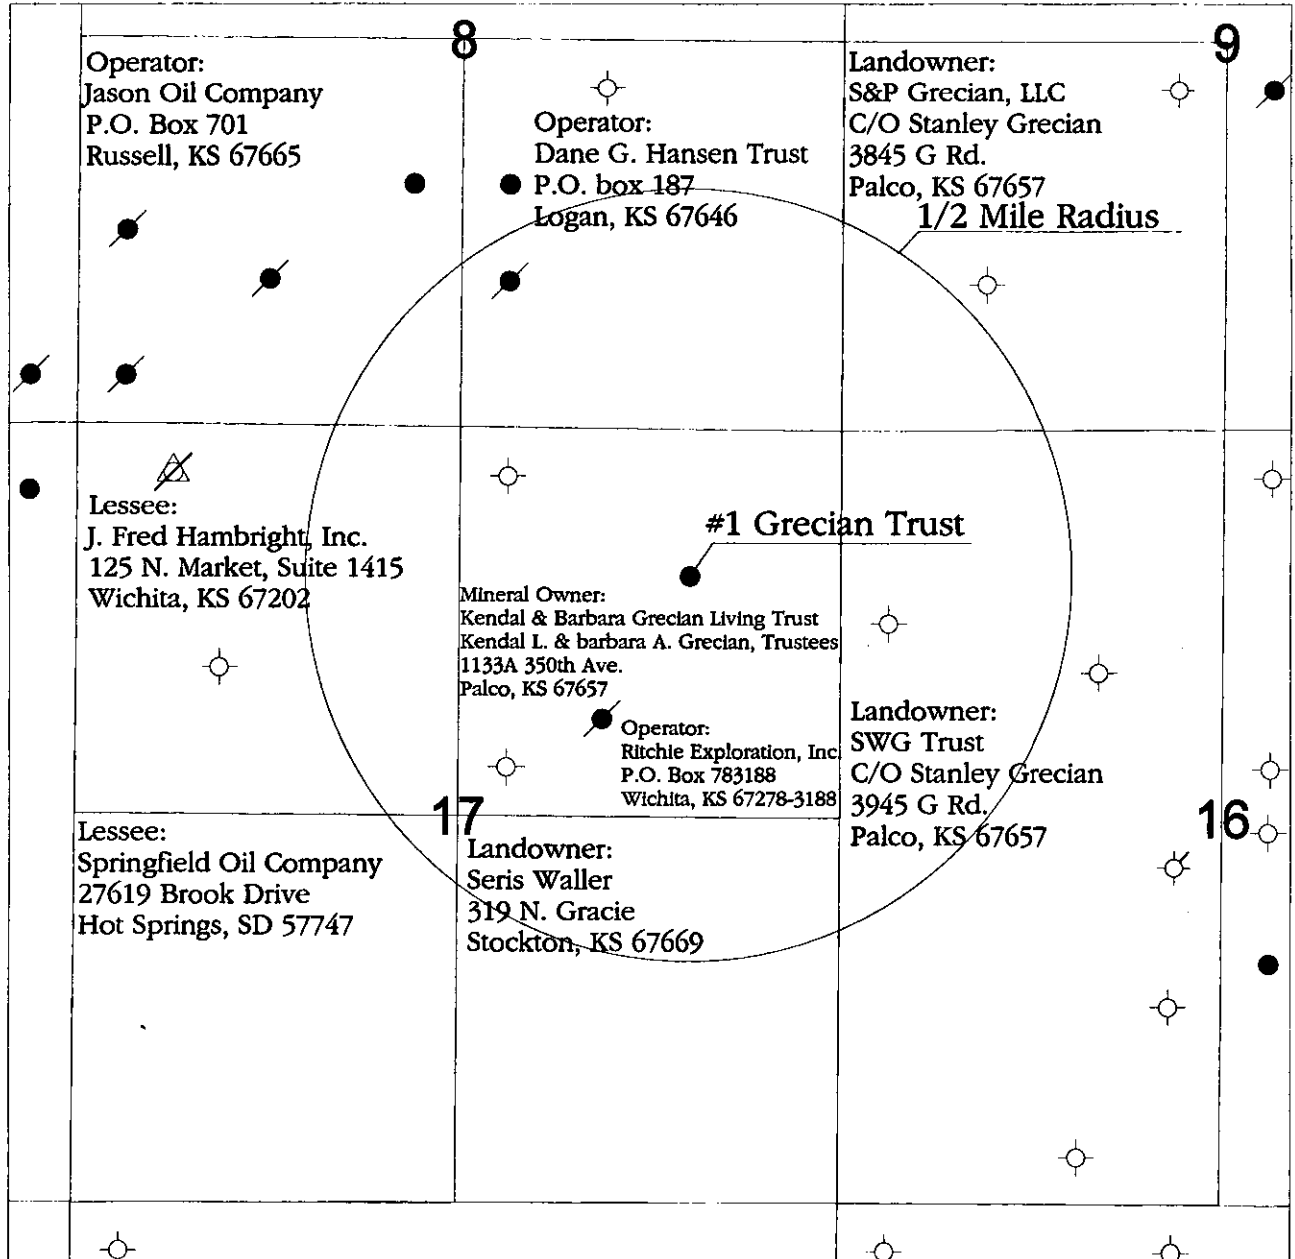 8
9
Operator:
Jason Oil Company
P.O. Box 701
Russell, KS 67665
Operator:
Dane G. Hansen Trust
P.O. box 187
Logan, KS 67646
Landowner:
S&P Grecian, LLC
C/O Stanley Grecian
3845 G Rd.
Palco, KS 67657
1/2 Mile Radius
Lessee:
J. Fred Hambright, Inc.
125 N. Market, Suite 1415
Wichita, KS 67202
#1 Grecian Trust
Mineral Owner:
Kendal & Barbara Grecian Living Trust
Kendal L. & barbara A. Grecian, Trustees
1133A 350th Ave.
Palco, KS 67657
Operator:
Ritchie Exploration, Inc.
P.O. Box 783188
Wichita, KS 67278-3188
Landowner:
SWG Trust
C/O Stanley Grecian
3945 G Rd.
Palco, KS 67657
17
16
Lessee:
Springfield Oil Company
27619 Brook Drive
Hot Springs, SD 57747
Landowner:
Seris Waller
319 N. Gracie
Stockton, KS 67669